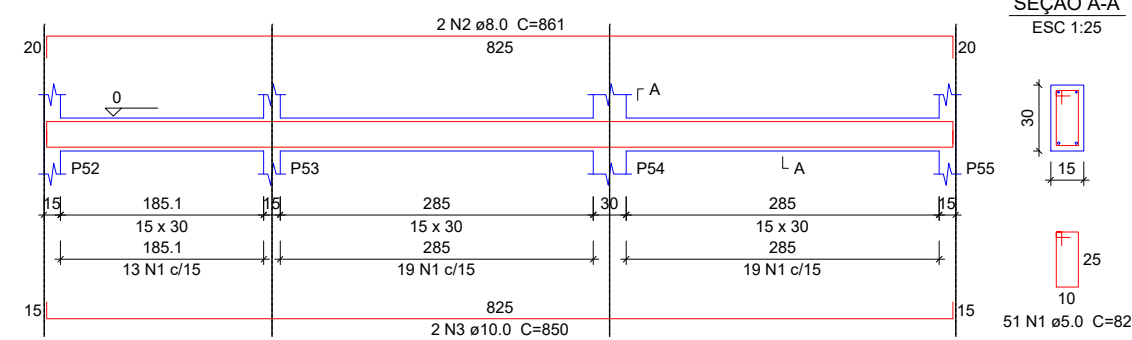 SEÇÃO A-A
ESC 1:25
2 N2 ø8.0 C=861
20 825 20
A
0
30
P52 P53 P54 A P55
15
15 185.1 15 285 30 285 15
15 x 30 15 x 30 15 x 30
185.1 285 285
13 N1 c/15 19 N1 c/15 19 N1 c/15
25
10
15 825 15
2 N3 ø10.0 C=850
51 N1 ø5.0 C=82